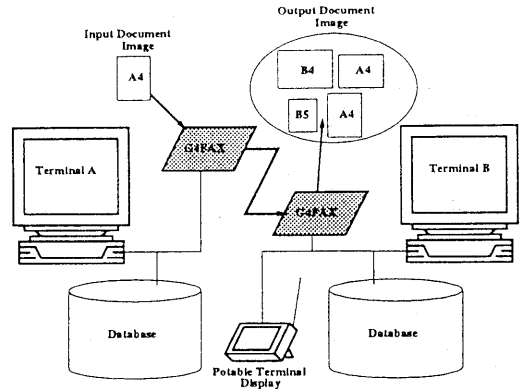 Output Document
Image
Input Document
Image
A4
B4
A4
B5
A4
G4FAX
Terminal A
Terminal B
G4FAX
Database
Database
Potable Terminal
Display